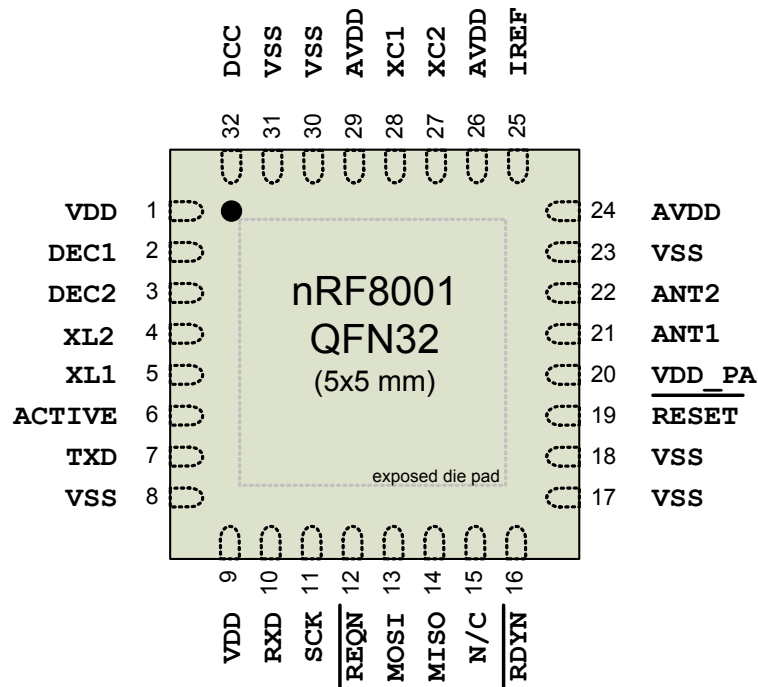 DCC VSS VSS AVDD XC1 XC2 AVDD IREF
32 31 30 29 28 27 26 25
VDD 1
DEC1 2
DEC2 3
XL2 4
XL1 5
ACTIVE 6
TXD 7
VSS 8
nRF8001
QFN32
(5x5 mm)
exposed die pad
24 AVDD
23 VSS
22 ANT2
21 ANT1
20 VDD_PA
19 RESET
18 VSS
17 VSS
9 10 11 12 13 14 15 16
VDD RXD SCK REQN MOSI MISO N/C RDYN